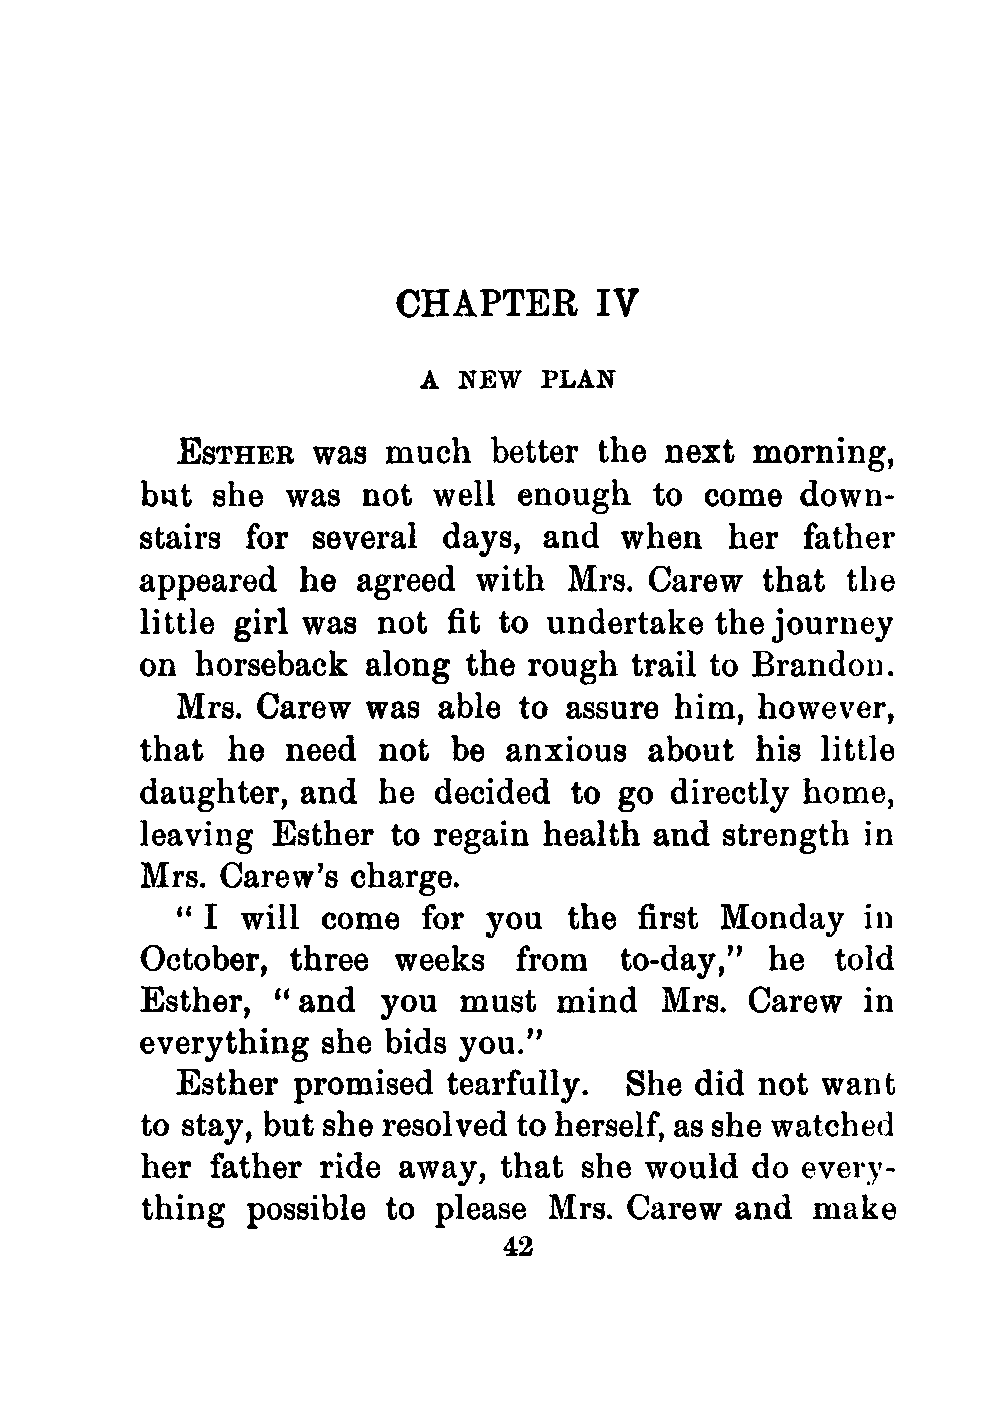 CHAPTER IV
A NEW PLAN
ESTHER was much better the next morning,
but she was not well enough to come down-
stairs for several days, and when her father
appeared he agreed with Mrs. Carew that the
little girl was not fit to undertake the journey
on horseback along the rough trail to Brandon.
Mrs. Carew was able to assure him, however,
that he need not be anxious about his little
daughter, and he decided to go directly home,
leaving Esther to regain health and strength in
Mrs. Carew's charge.
"I will come for you the first Monday in
October, three weeks from to-day," he told
Esther, "and you must mind Mrs. Carew in
everything she bids you."
Esther promised tearfully. She did not want
to stay, but she resolved to herself, as she watched
her father ride away, that she would do every-
thing possible to please Mrs. Carew and make
42